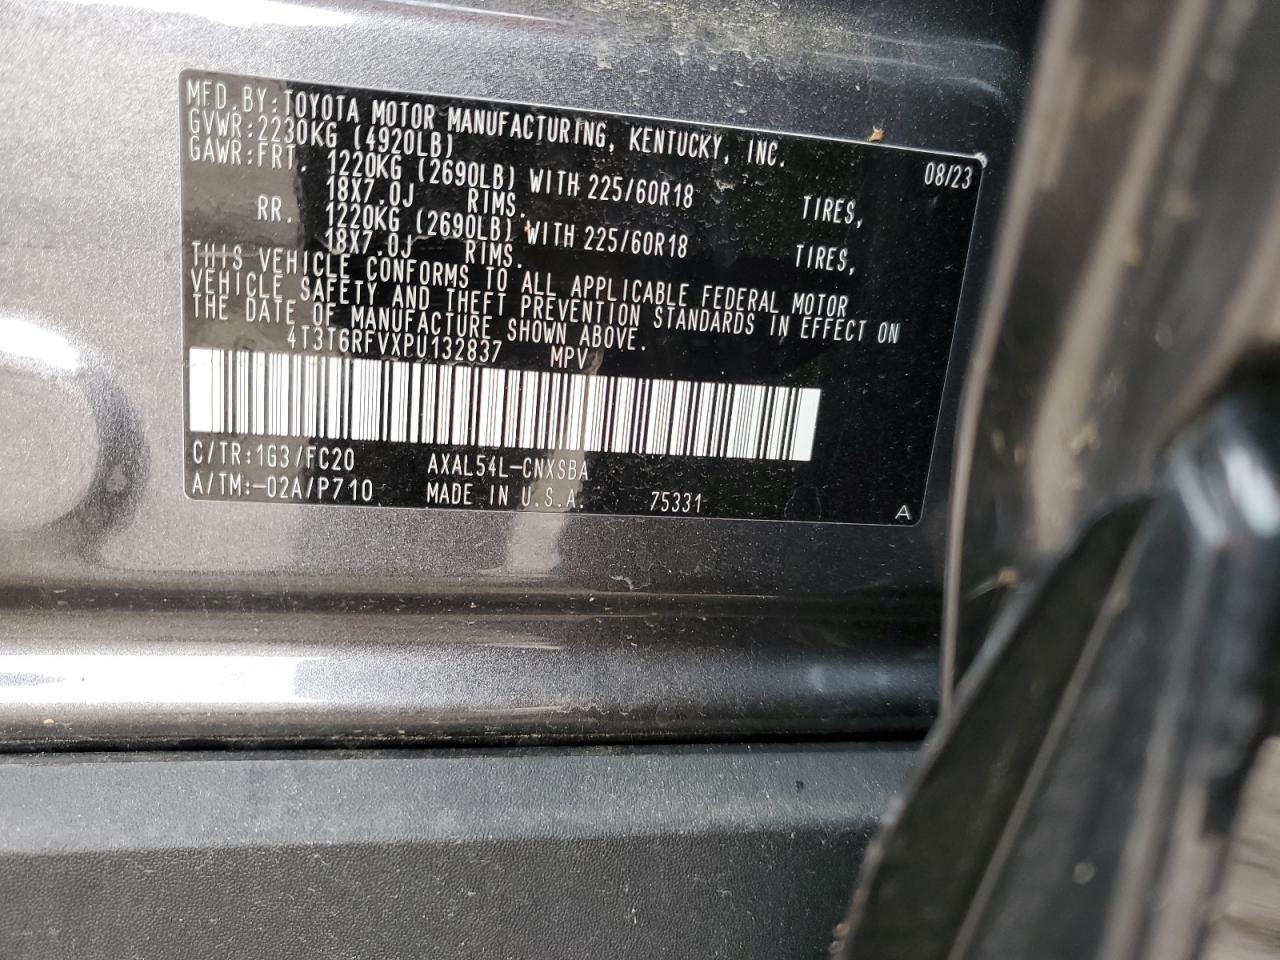 MFD.BY:TOYOTA MOTOR MANUFACTURING, KENTUCKY, INC. 08/23
GVWR:2230KG (4920LB)
GAWR:FRT. 1220KG (2690LB) WITH 225/60R18 TIRES,
18X7.0J RIMS.
RR. 1220KG (2690LB) WITH 225/60R18 TIRES,
18X7.0J RIMS.
THIS VEHICLE CONFORMS TO ALL APPLICABLE FEDERAL MOTOR
VEHICLE SAFETY AND THEFT PREVENTION STANDARDS IN EFFECT ON
THE DATE OF MANUFACTURE SHOWN ABOVE.
4T3T6RFVXPU132837 MPV
C/TR:1G3/FC20 AXAL54L-CNXSBA
A/TM:-02A/P710 MADE IN U.S.A. 75331 A